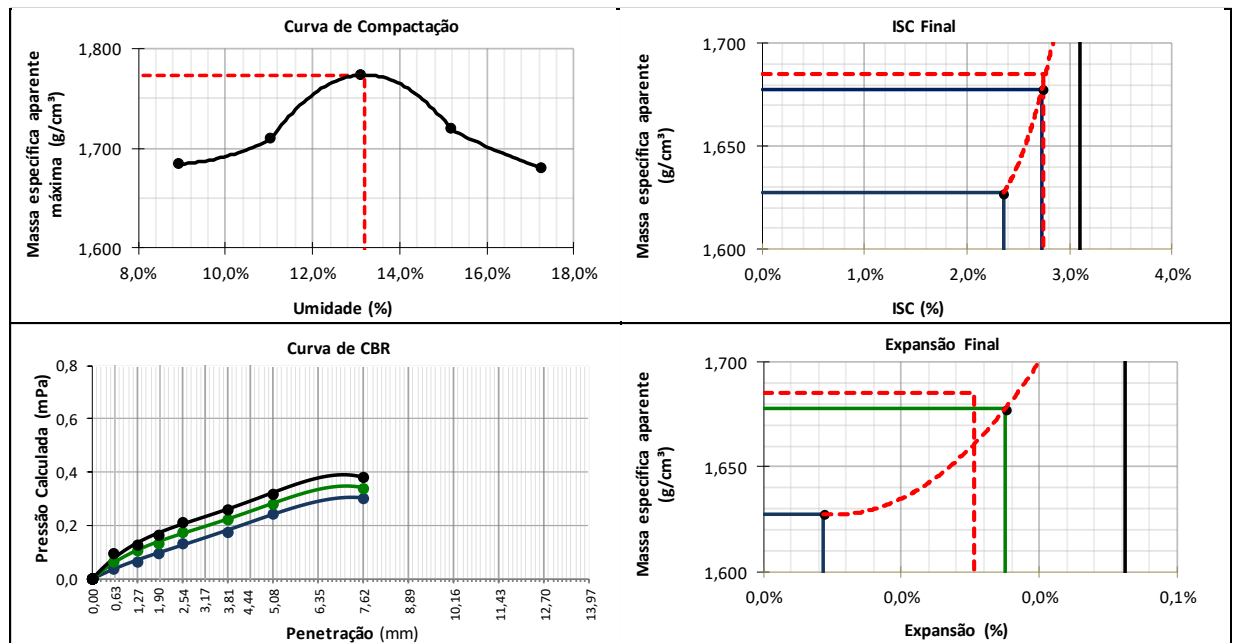 Curva de Compactação
Massa específica aparente
máxima (g/cm³)
1,800
1,700
1,600
8,0% 10,0% 12,0% 14,0% 16,0% 18,0%
Umidade (%)
ISC Final
Massa específica aparente
(g/cm³)
1,700
1,650
1,600
0,0% 1,0% 2,0% 3,0% 4,0%
ISC (%)
Curva de CBR
Pressão Calculada (mPa)
0,8
0,6
0,4
0,2
0,0
0,00 0,63 1,27 1,90 2,54 3,17 3,81 4,44 5,08 6,35 7,62 8,89 10,16 11,43 12,70 13,97
Penetração (mm)
Expansão Final
Massa específica aparente
(g/cm³)
1,700
1,650
1,600
0,0% 0,0% 0,0% 0,1%
Expansão (%)